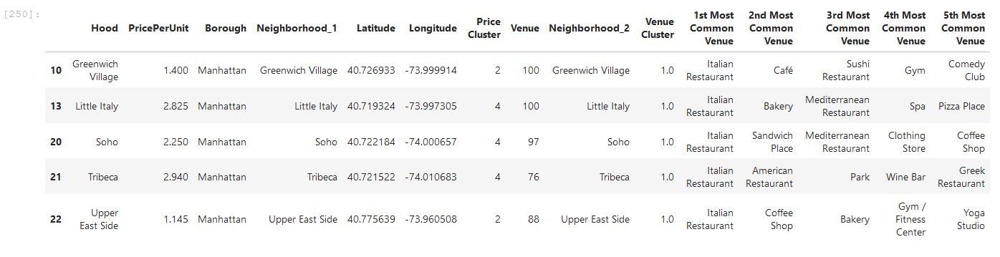 [250]:
Hood PricePerUnit Borough Neighborhood_1 Latitude Longitude Price Cluster Venue Neighborhood_2 Venue Cluster 1st Most Common Venue 2nd Most Common Venue 3rd Most Common Venue 4th Most Common Venue 5th Most Common Venue
10 Greenwich Village 1.400 Manhattan Greenwich Village 40.726933 -73.999914 2 100 Greenwich Village 1.0 Italian Restaurant Café Sushi Restaurant Gym Comedy Club
13 Little Italy 2.825 Manhattan Little Italy 40.719324 -73.997305 4 100 Little Italy 1.0 Italian Restaurant Bakery Mediterranean Restaurant Spa Pizza Place
20 Soho 2.250 Manhattan Soho 40.722184 -74.000657 4 97 Soho 1.0 Italian Restaurant Sandwich Place Mediterranean Restaurant Clothing Store Coffee Shop
21 Tribeca 2.940 Manhattan Tribeca 40.721522 -74.010683 4 76 Tribeca 1.0 Italian Restaurant American Restaurant Park Wine Bar Greek Restaurant
22 Upper East Side 1.145 Manhattan Upper East Side 40.775639 -73.960508 2 88 Upper East Side 1.0 Italian Restaurant Coffee Shop Bakery Gym / Fitness Center Yoga Studio